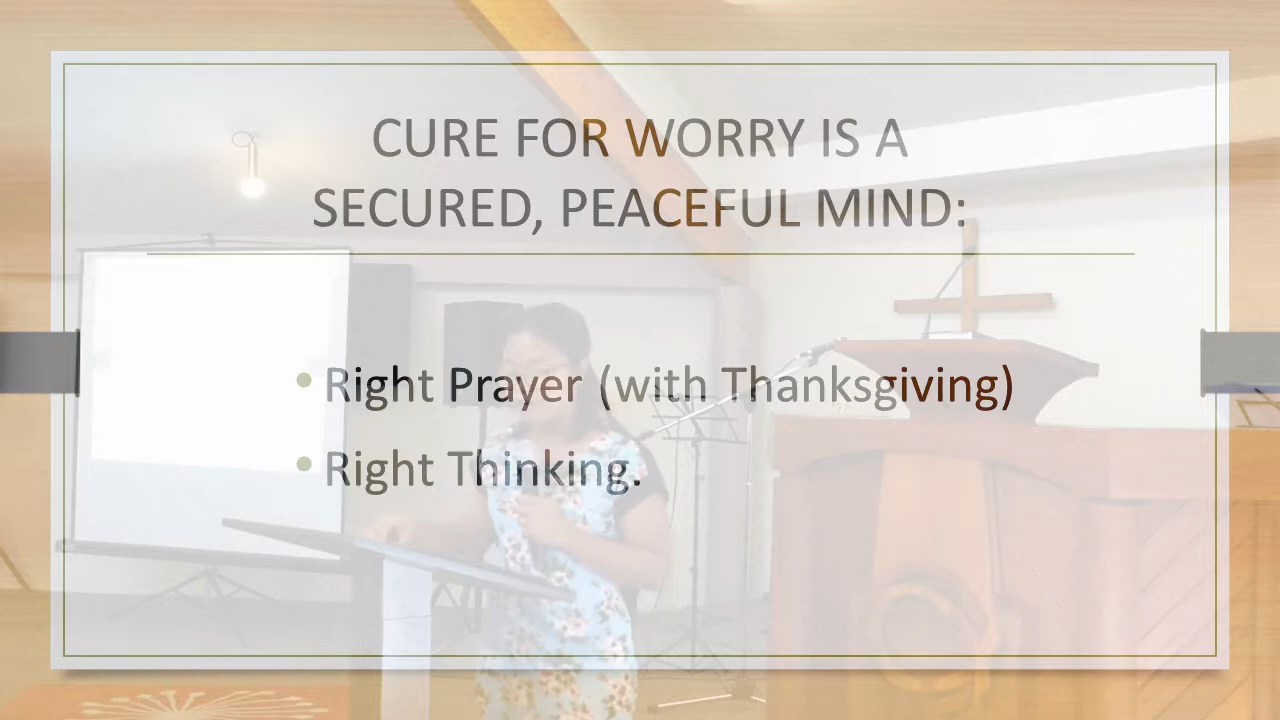 CURE FOR WORRY IS A
SECURED, PEACEFUL MIND:
• Right Prayer (with Thanksgiving)
• Right Thinking.